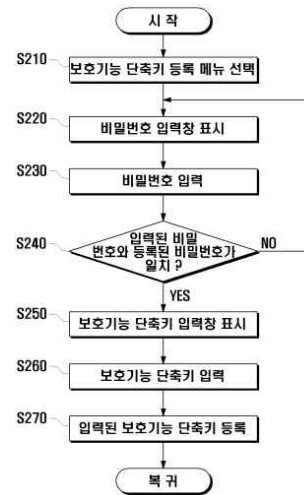 시 작
S210
보호기능 단축키 등록 메뉴 선택
S220
비밀번호 입력창 표시
S230
비밀번호 입력
S240
입력된 비밀
번호와 등록된 비밀번호가
일치 ?
NO
YES
S250
보호기능 단축키 입력창 표시
S260
보호기능 단축키 입력
S270
입력된 보호기능 단축키 등록
복 귀